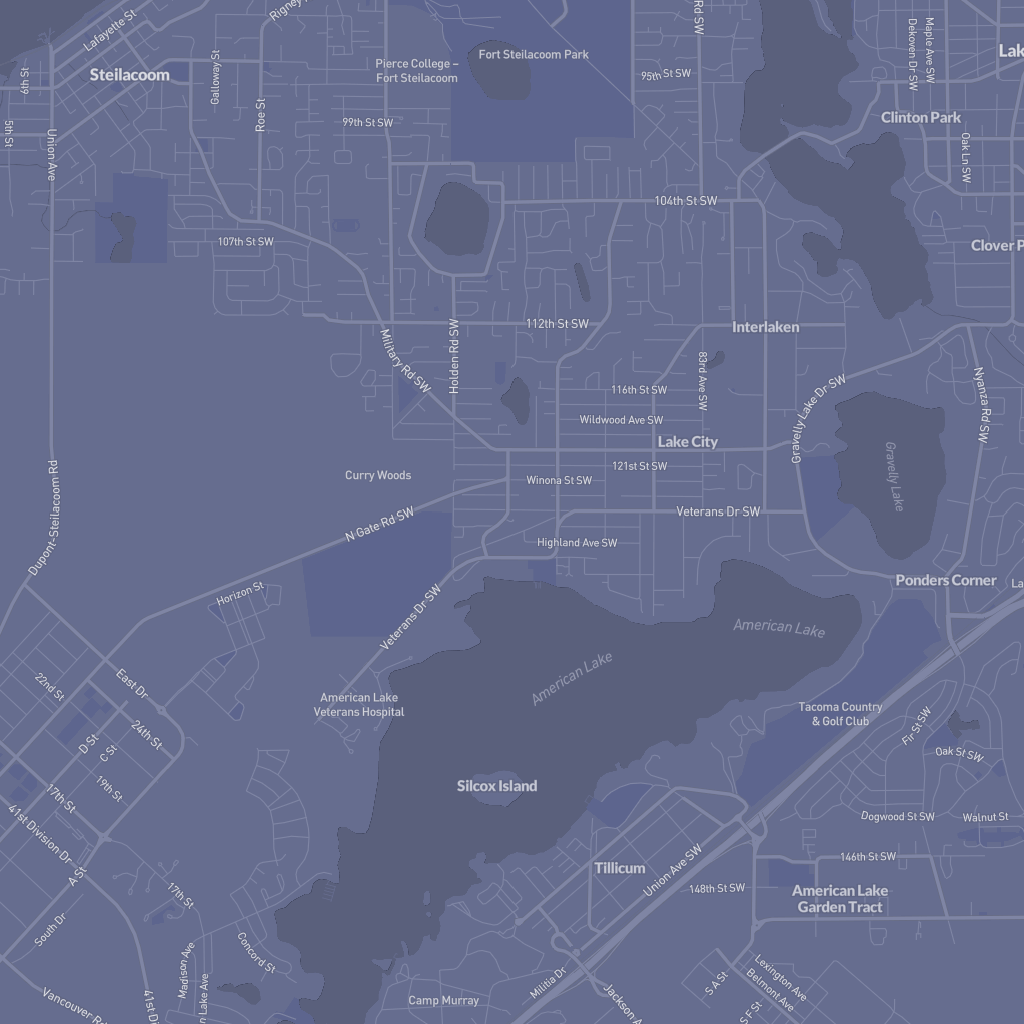 Lafayette St
Rigney
Rd SW
Maple Ave SW
Dekoven Dr SW
Lak
Steilacoom
Galloway St
Pierce College –
Fort Steilacoom
Fort Steilacoom Park
95th St SW
6th St
Roe St
99th St SW
Clinton Park
5th St
Union Ave
Oak Ln SW
104th St SW
107th St SW
Clover P
112th St SW
Interlaken
Military Rd SW
Holden Rd SW
83rd Ave SW
116th St SW
Gravelly Lake Dr SW
Nyanza Rd SW
Wildwood Ave SW
Lake City
Gravelly Lake
Curry Woods
121st St SW
Winona St SW
Dupont-Steilacoom Rd
N Gate Rd SW
Veterans Dr SW
Highland Ave SW
Horizon St
Veterans Dr SW
Ponders Corner
La
American Lake
American Lake
22nd St
East Dr
American Lake
Veterans Hospital
Tacoma Country
& Golf Club
Fir St SW
24th St
D St
C St
Oak St SW
19th St
Silcox Island
17th St
41st Division Dr
Dogwood St SW
Walnut St
A St
Tillicum
Union Ave SW
146th St SW
148th St SW
American Lake
Garden Tract
17th St
South Dr
Concord St
Madison Ave
n Lake Ave
41st Di
Vancouver Rd
Camp Murray
Militia Dr
Jackson A
S A St
Lexington Ave
Belmont Ave
S F St